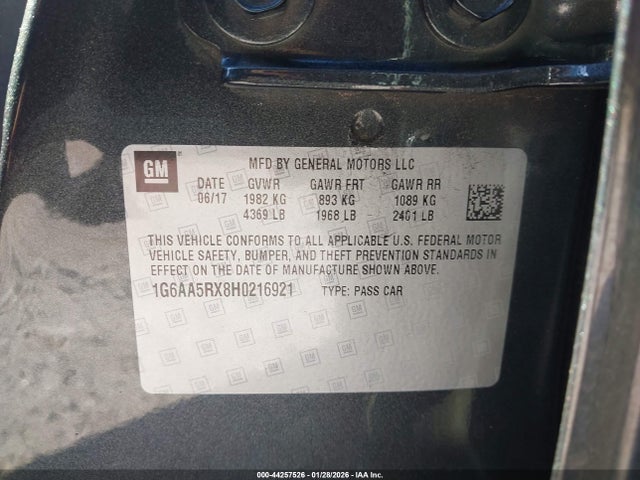 GM
MFD BY GENERAL MOTORS LLC
DATE GVWR GAWR FRT GAWR RR
06/17 1982 KG 893 KG 1089 KG
4369 LB 1968 LB 2401 LB
THIS VEHICLE CONFORMS TO ALL APPLICABLE U.S. FEDERAL MOTOR
VEHICLE SAFETY, BUMPER, AND THEFT PREVENTION STANDARDS IN
EFFECT ON THE DATE OF MANUFACTURE SHOWN ABOVE.
1G6AA5RX8H0216921 TYPE: PASS CAR
000-44257526 | 01/28/2026 | IAA Inc.